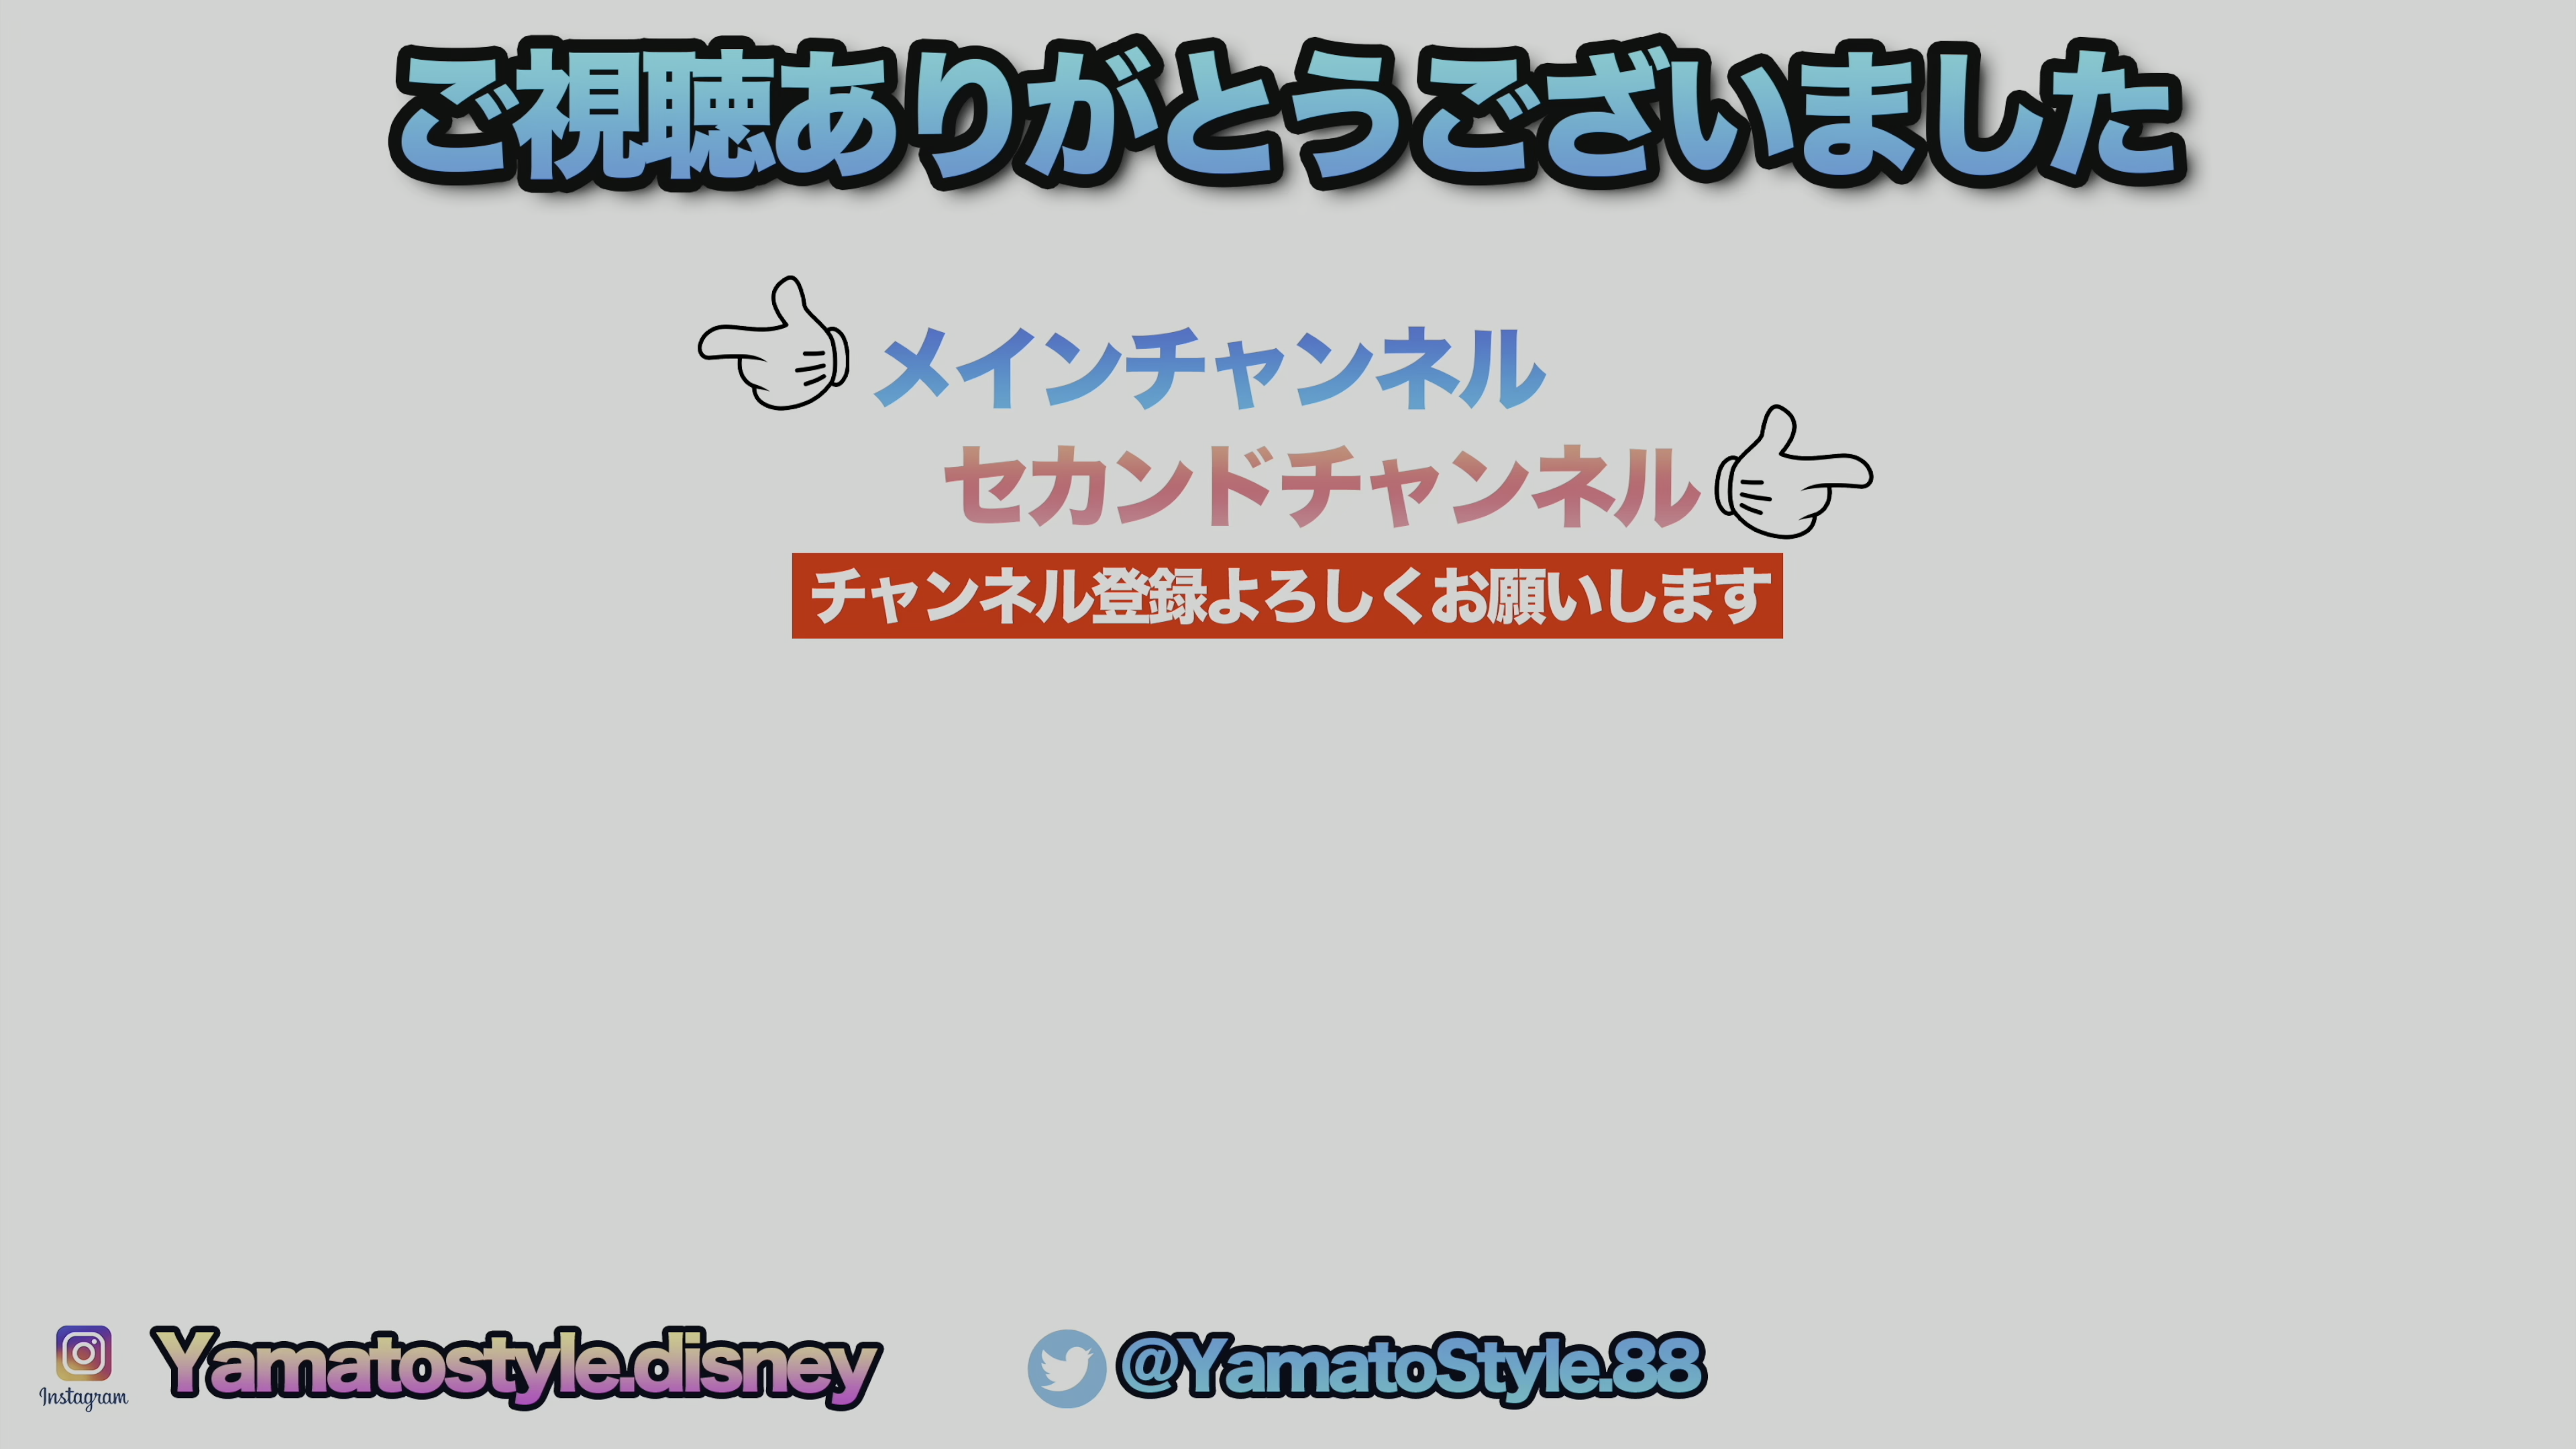 ご視聴ありがとうございました
メインチャンネル
セカンドチャンネル
チャンネル登録よろしくお願いします
Instagram
Yamatostyle.disney
@YamatoStyle.88